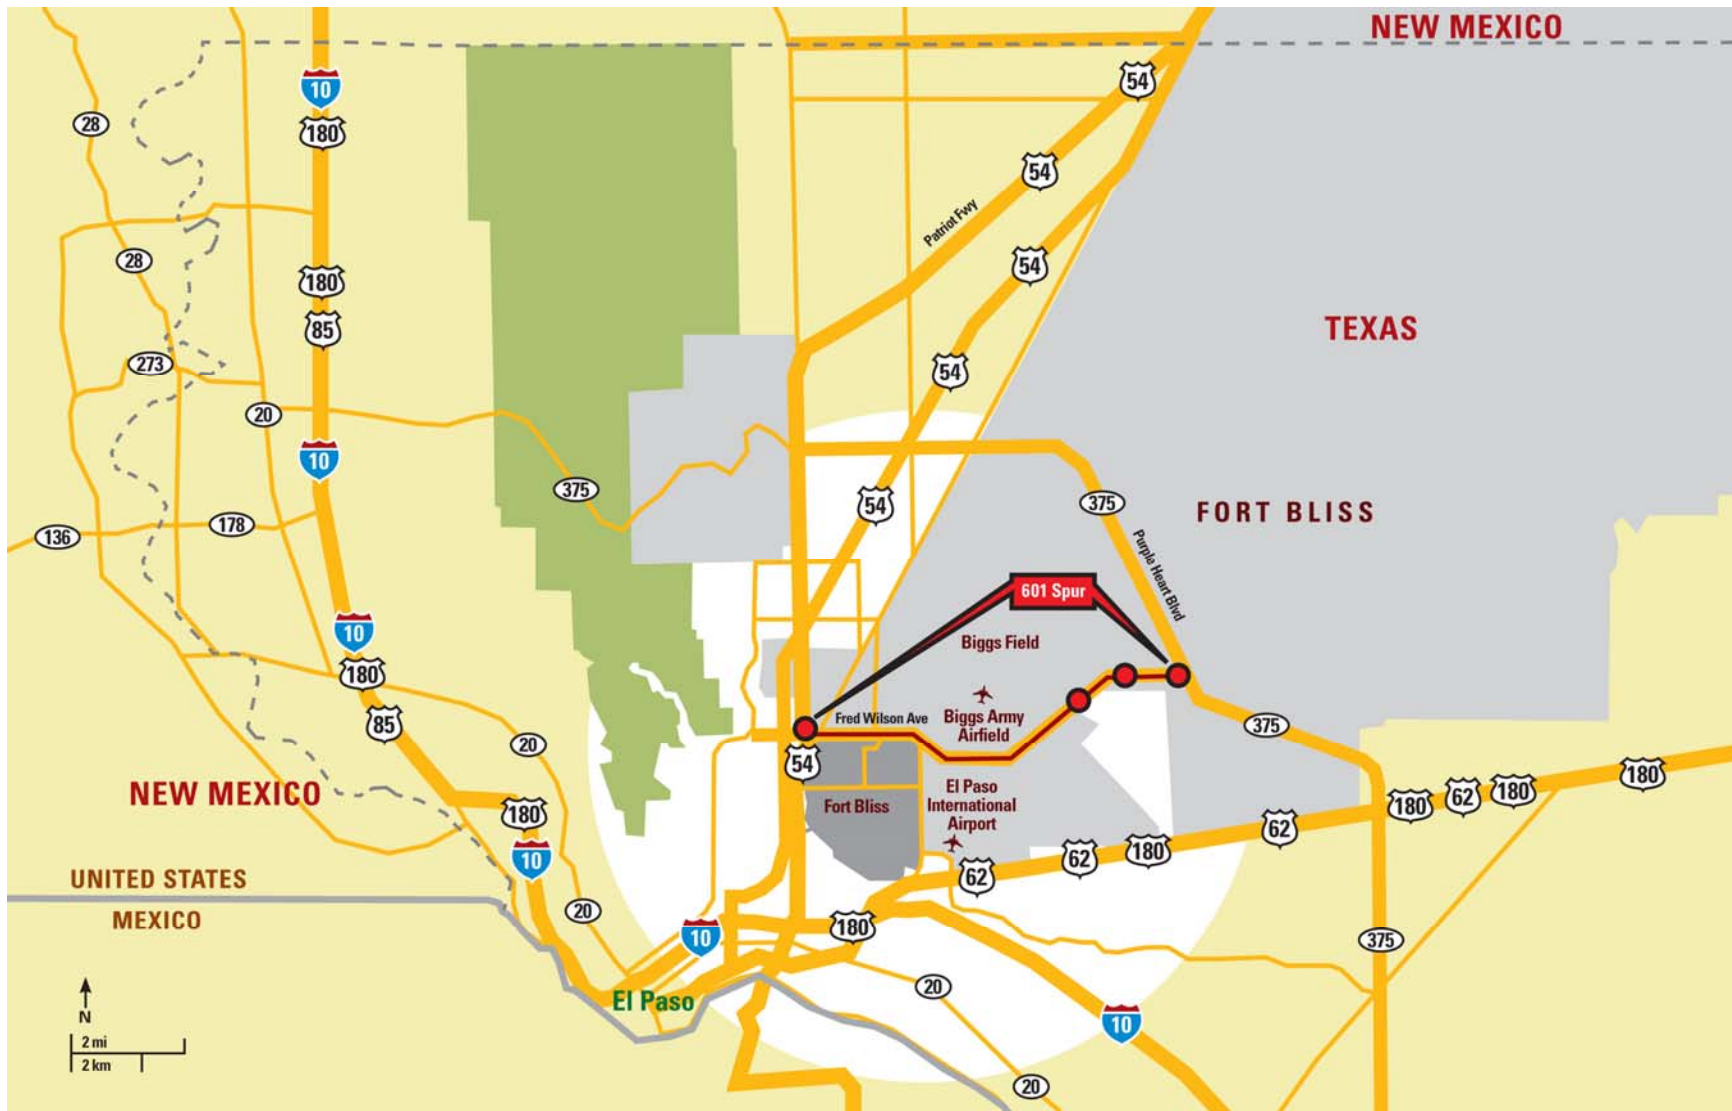 NEW MEXICO
10
54
28
180
54
28
54
180
85
TEXAS
Patriot Fwy
273
54
20
10
375
54
375
FORT BLISS
136
178
Purple Heart Blvd
601 Spur
10
Biggs Field
180
85
Fred Wilson Ave
Biggs Army
Airfield
375
20
54
180
62
180
180
NEW MEXICO
El Paso
International
Airport
Fort Bliss
180
62
10
62
180
62
UNITED STATES
MEXICO
20
180
10
375
El Paso
20
10
N
2 mi
2 km
20